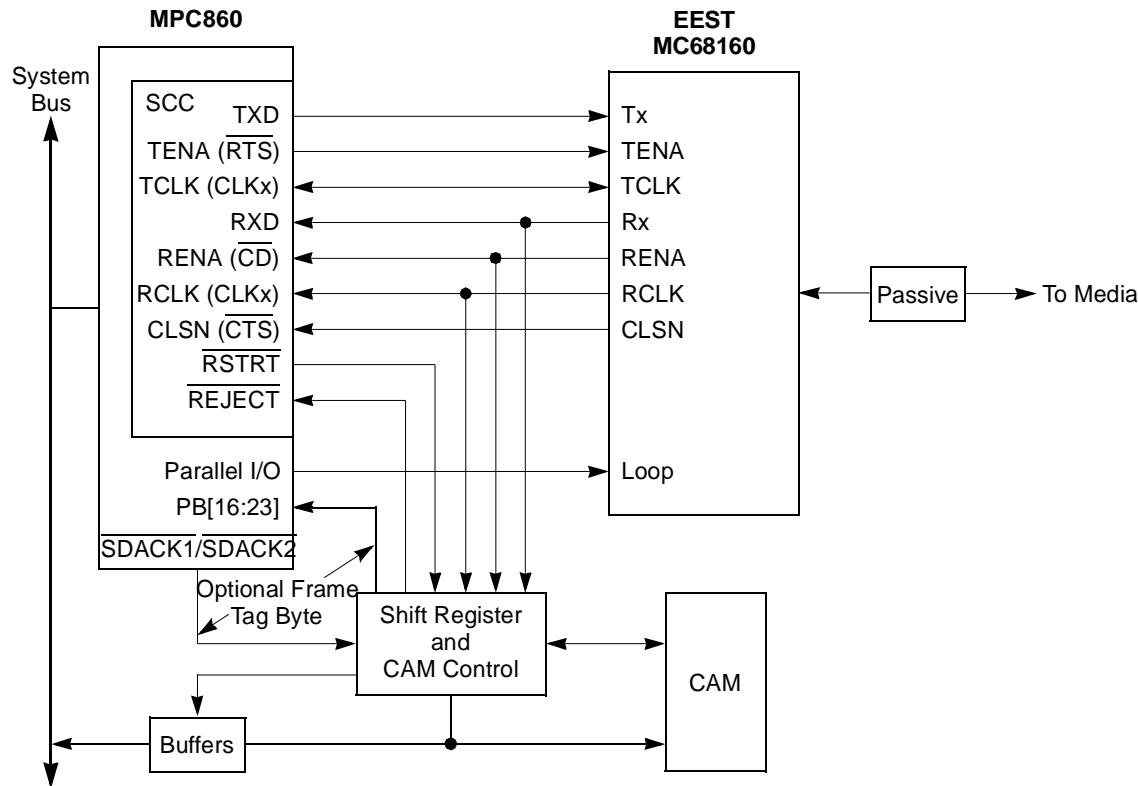 MPC860
EEST
MC68160
System
Bus
SCC
TXD
Tx
TENA (RTS)
TENA
TCLK (CLKx)
TCLK
RXD
Rx
RENA (CD)
RENA
RCLK (CLKx)
RCLK
Passive
To Media
CLSN (CTS)
CLSN
RSTRT
REJECT
Parallel I/O
Loop
PB[16:23]
SDACK1/SDACK2
Optional Frame
Tag Byte
Shift Register
and
CAM Control
CAM
Buffers